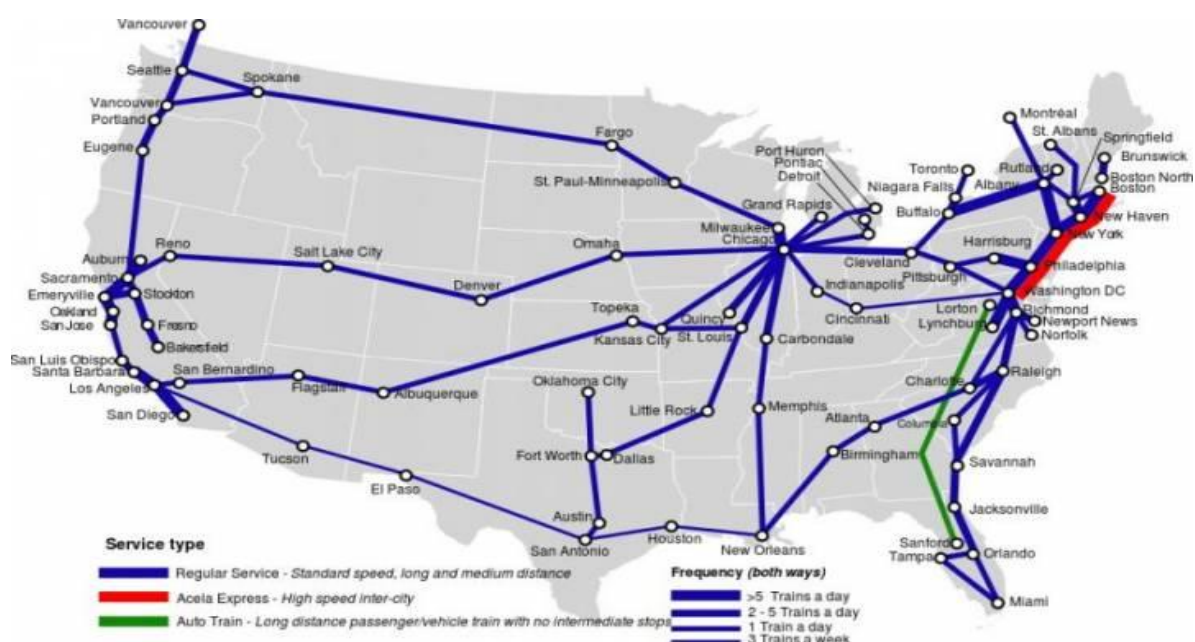 Vancouver
Seattle
Spokane
Vancouver
Portland
Eugene
Fargo
St. Paul-Minneapolis
Port Huron
Pontiac
Detroit
Grand Rapids
Milwaukee
Chicago
Montréal
St. Albans
Springfield
Toronto
Rutland
Brunswick
Niagara Falls
Albany
Boston North
Boston
Buffalo
New Haven
New York
Harrisburg
Cleveland
Pittsburgh
Philadelphia
Auburn
Reno
Salt Lake City
Omaha
Sacramento
Denver
Emeryville
Stockton
Oakland
San Jose
Fresno
Bakersfield
Topeka
Quincy
Indianapolis
Washington DC
Cincinnati
Lorton
Richmond
Lynchburg
Newport News
Norfolk
Kansas City
St. Louis
Carbondale
San Luis Obispo
Santa Barbara
San Bernardino
Los Angeles
Flagstaff
Albuquerque
Oklahoma City
Raleigh
Charlotte
San Diego
Little Rock
Memphis
Atlanta
Columbia
Tucson
Fort Worth
Dallas
Birmingham
Savannah
El Paso
Austin
Jacksonville
San Antonio
Houston
New Orleans
Sanford
Tampa
Orlando
Miami
Service type
Regular Service - Standard speed, long and medium distance
Acela Express - High speed inter-city
Auto Train - Long distance passenger/vehicle train with no intermediate stops
Frequency (both ways)
>5 Trains a day
2 - 5 Trains a day
1 Train a day
3 Trains a week